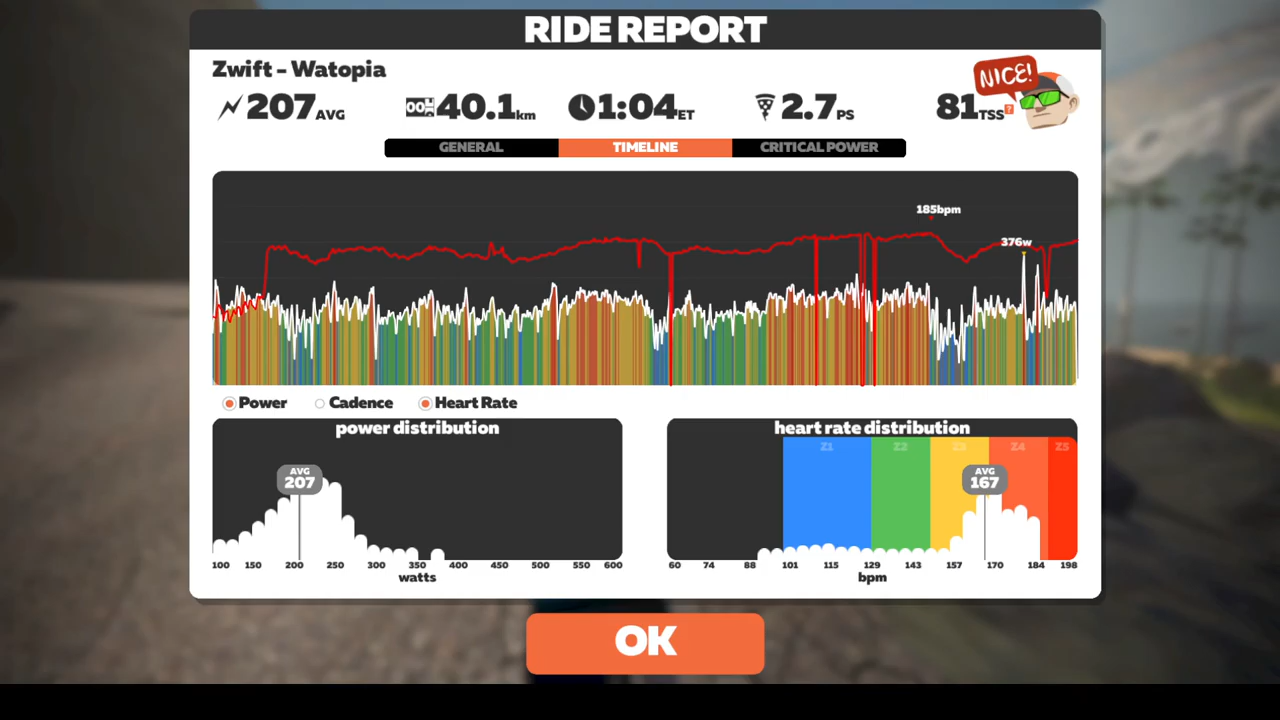 RIDE REPORT
Zwift - Watopia
NICE!
207AVG 40.1km 1:04ET 2.7PS 81TSS?
GENERAL TIMELINE CRITICAL POWER
185bpm
376w
Power Cadence Heart Rate
power distribution
AVG
207
100 150 200 250 300 350 400 450 500 550 600
watts
heart rate distribution
Z1 Z2 Z3 Z4 Z5
AVG
167
60 74 88 101 115 129 143 157 170 184 198
bpm
OK